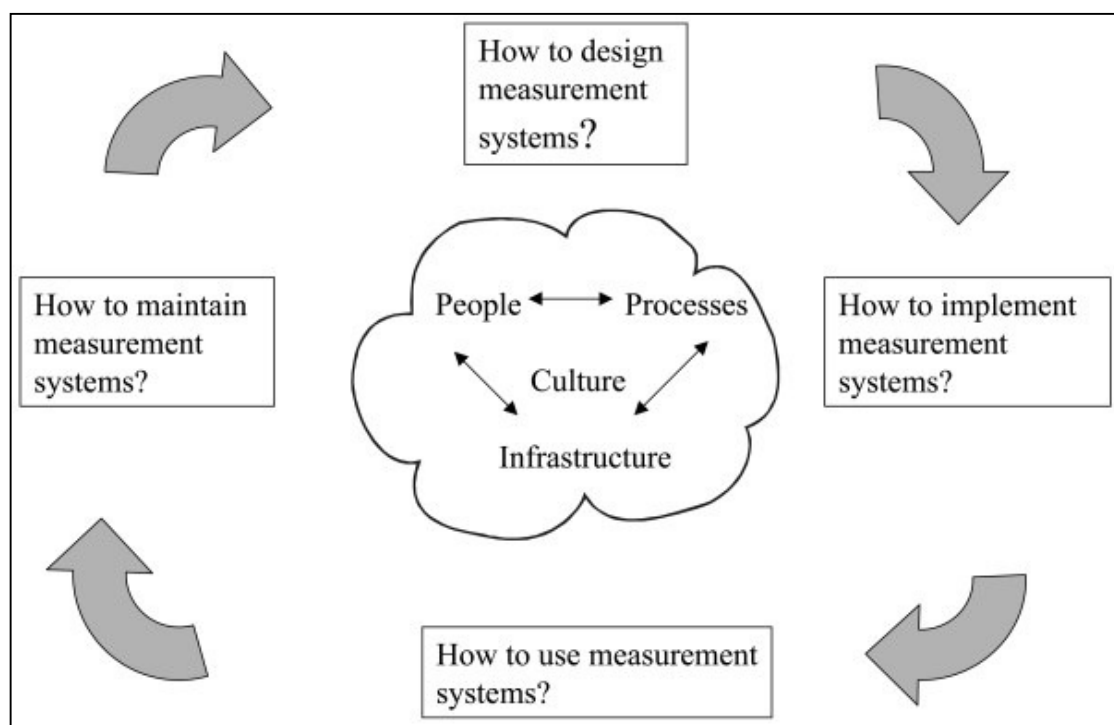 How to design
measurement
systems?
How to maintain
measurement
systems?
People
Processes
Culture
Infrastructure
How to implement
measurement
systems?
How to use measurement
systems?